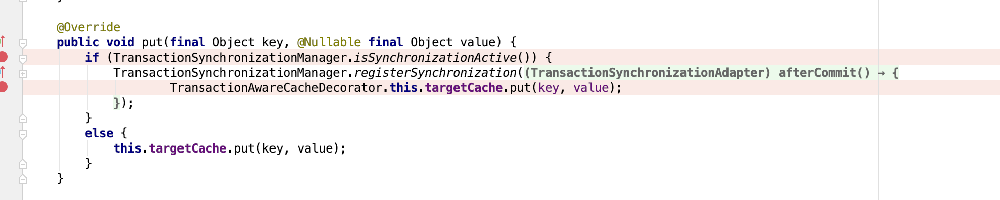 }
@Override
public void put(final Object key, @Nullable final Object value) {
if (TransactionSynchronizationManager.isSynchronizationActive()) {
TransactionSynchronizationManager.registerSynchronization((TransactionSynchronizationAdapter) afterCommit() → {
TransactionAwareCacheDecorator.this.targetCache.put(key, value);
});
}
else {
this.targetCache.put(key, value);
}
}